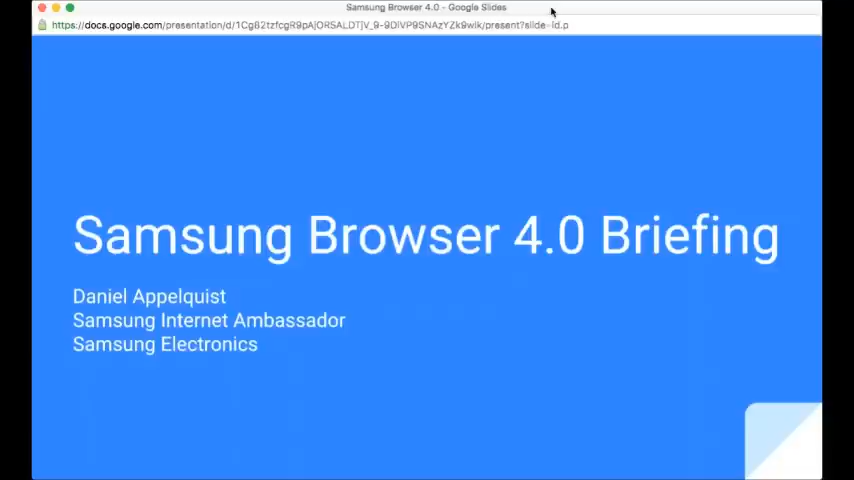 Samsung Browser 4.0 - Google Slides
Samsung Browser 4.0 Briefing
Daniel Appelquist
Samsung Internet Ambassador
Samsung Electronics